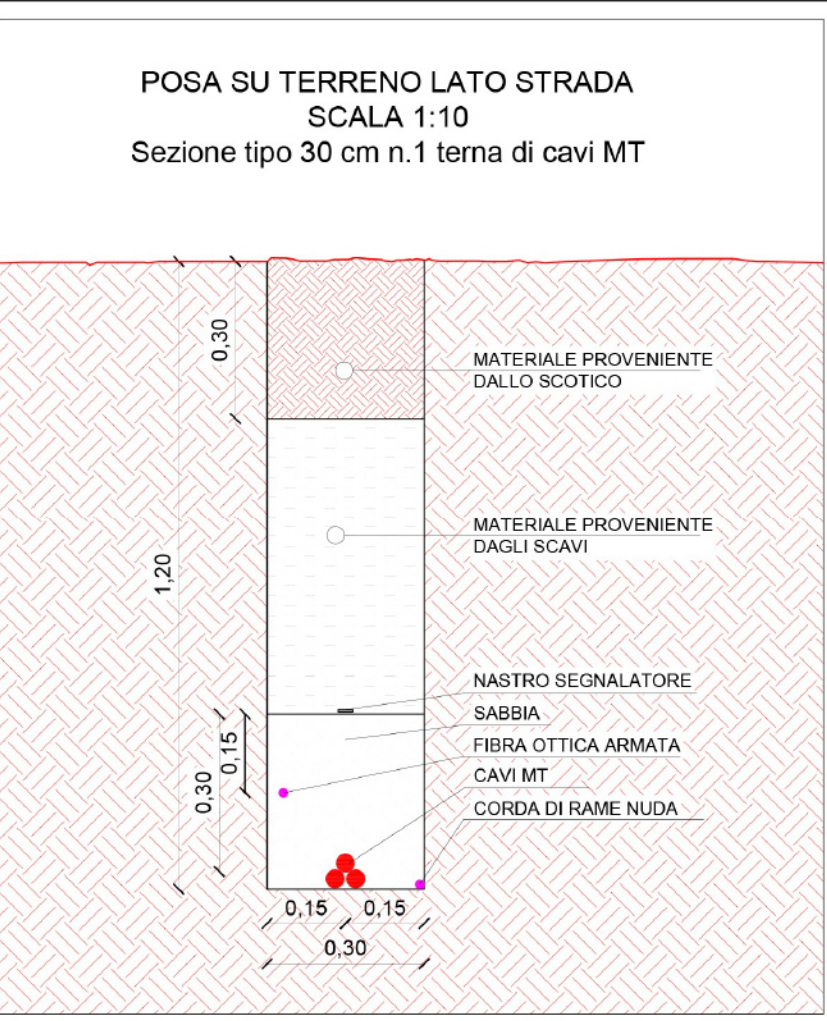 POSA SU TERRENO LATO STRADA
SCALA 1:10
Sezione tipo 30 cm n.1 terna di cavi MT
0,30
MATERIALE PROVENIENTE
DALLO SCOTICO
1,20
MATERIALE PROVENIENTE
DAGLI SCAVI
NASTRO SEGNALATORE
SABBIA
0,15
FIBRA OTTICA ARMATA
0,30
CAVI MT
CORDA DI RAME NUDA
0,15
0,15
0,30